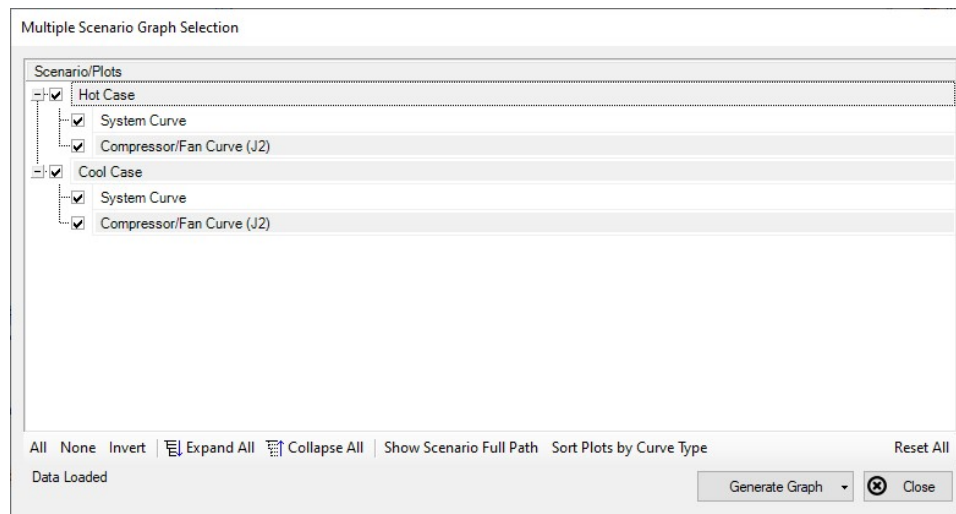 Multiple Scenario Graph Selection
Scenario/Plots
Hot Case
System Curve
Compressor/Fan Curve (J2)
Cool Case
System Curve
Compressor/Fan Curve (J2)
All None Invert Expand All Collapse All Show Scenario Full Path Sort Plots by Curve Type Reset All
Data Loaded
Generate Graph Close